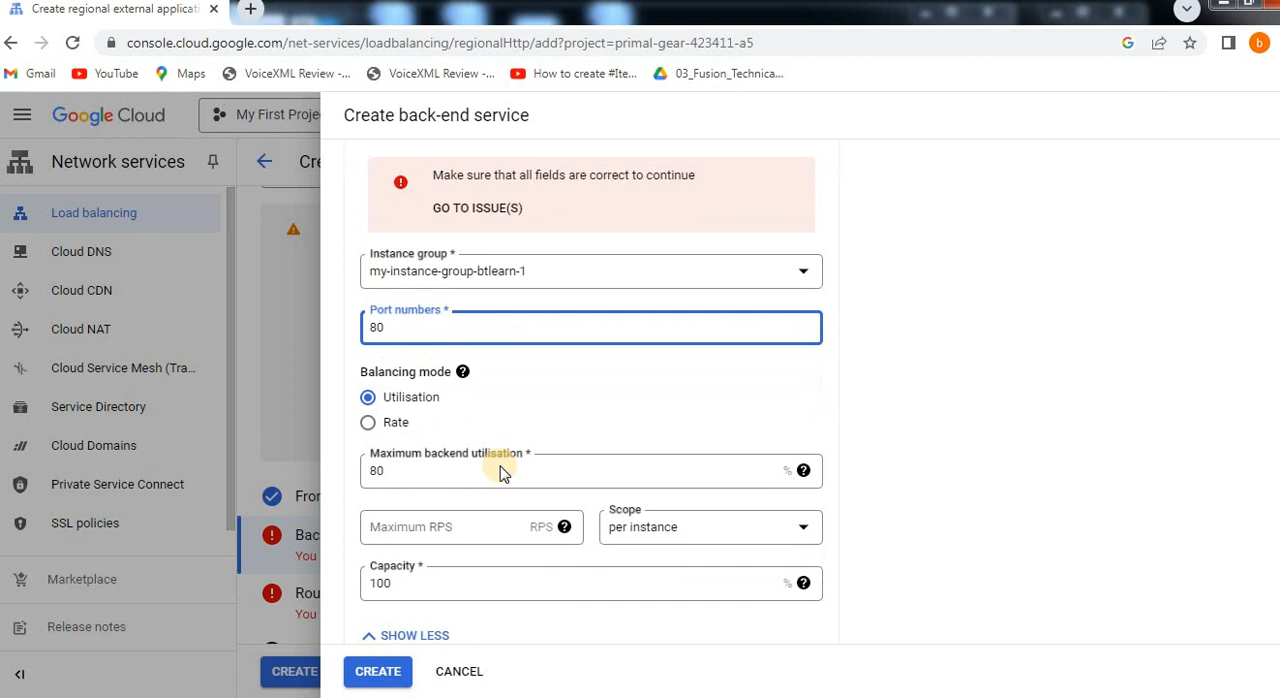 Create regional external applicati
console.cloud.google.com/net-services/loadbalancing/regionalHttp/add?project=primal-gear-423411-a5
b
Gmail
YouTube
Maps
VoiceXML Review -...
VoiceXML Review -...
How to create #Ite...
03_Fusion_Technica...
Google Cloud
My First Proje
Create back-end service
Network services
Cre
Load balancing
Cloud DNS
Cloud CDN
Cloud NAT
Cloud Service Mesh (Tra...
Service Directory
Cloud Domains
Private Service Connect
SSL policies
Marketplace
Release notes
Fron
Bac
You
Rou
You
CREATE
Make sure that all fields are correct to continue
GO TO ISSUE(S)
Instance group *
my-instance-group-btlearn-1
Port numbers *
80
Balancing mode
Utilisation
Rate
Maximum backend utilisation *
80 %
Maximum RPS RPS
Scope
per instance
Capacity *
100 %
SHOW LESS
CREATE
CANCEL